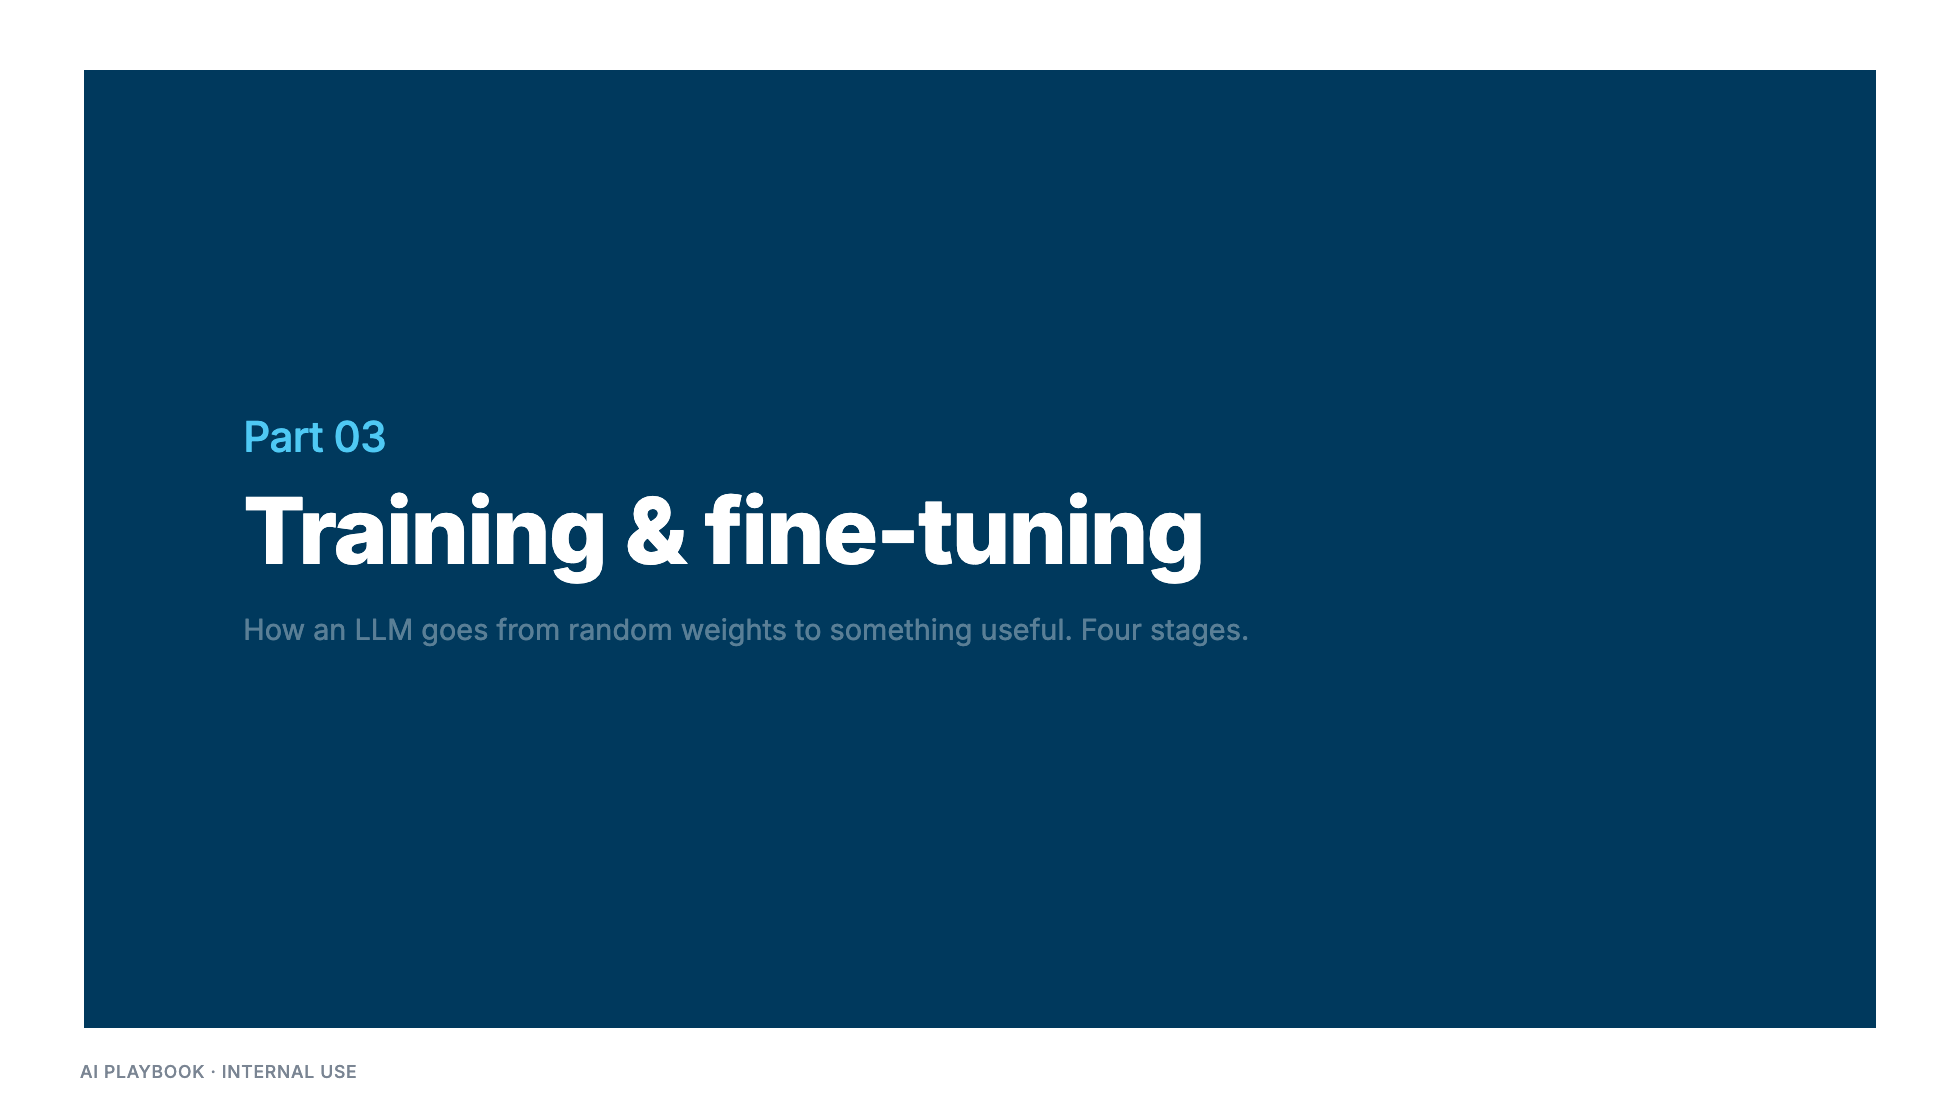 Part 03
Training & fine-tuning
How an LLM goes from random weights to something useful. Four stages.
AI PLAYBOOK · INTERNAL USE